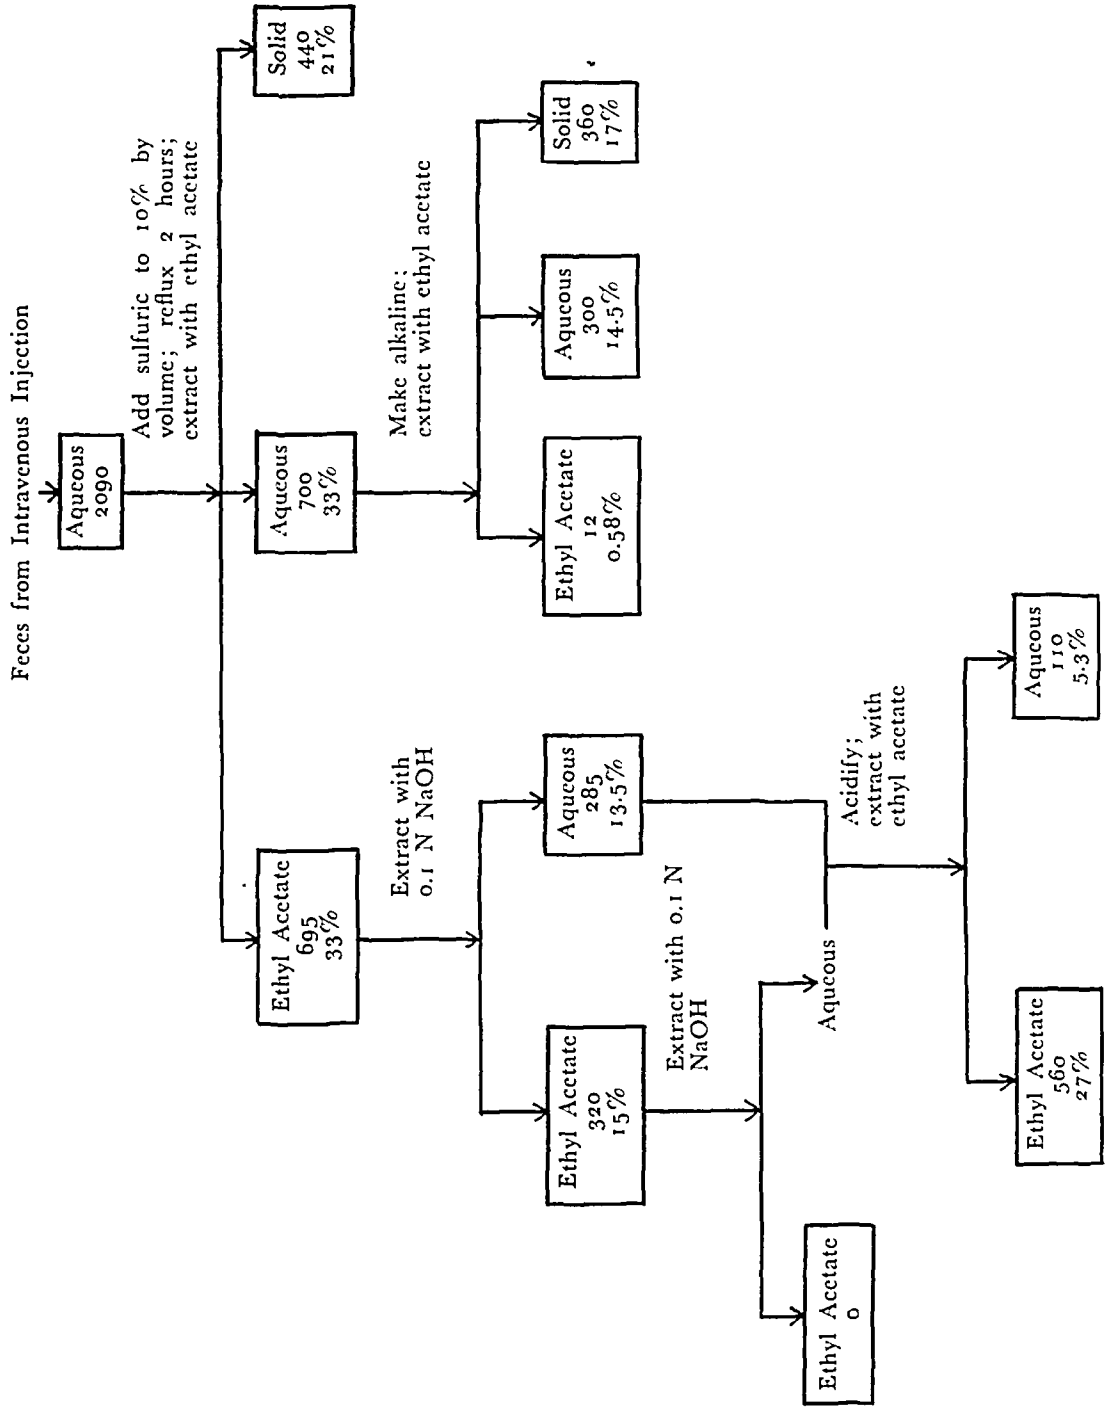 Feces from Intravenous Injection
Aqueous
2090
Add sulfuric to 10% by
volume; reflux 2 hours;
extract with ethyl acetate
Ethyl Acetate
695
33%
Aqueous
700
33%
Solid
440
21%
Extract with
0.1 N NaOH
Make alkaline;
extract with ethyl acetate
Ethyl Acetate
320
15%
Aqueous
285
13.5%
Ethyl Acetate
12
0.58%
Aqueous
300
14.5%
Solid
360
17%
Extract with 0.1 N
NaOH
Ethyl Acetate
0
Aqueous
Acidify;
extract with
ethyl acetate
Ethyl Acetate
560
27%
Aqueous
110
5.3%